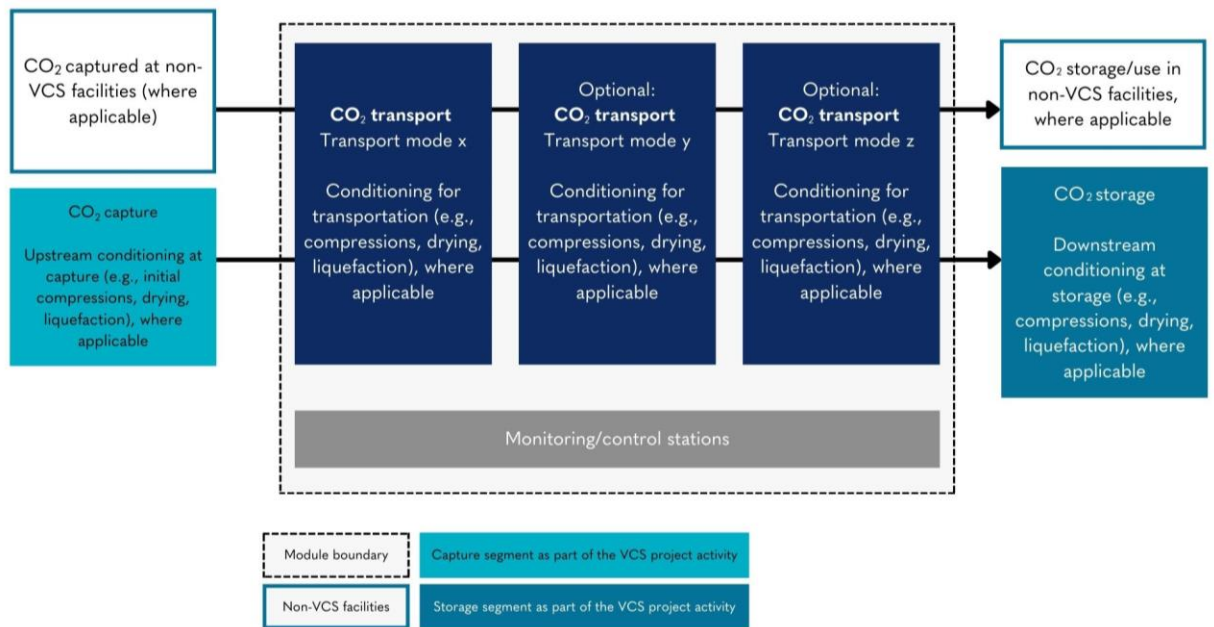 CO₂ captured at non-
VCS facilities (where
applicable)
CO₂ capture
Upstream conditioning at
capture (e.g., initial
compressions, drying,
liquefaction), where
applicable
CO₂ transport
Transport mode x
Conditioning for
transportation (e.g.,
compressions, drying,
liquefaction), where
applicable
Optional:
CO₂ transport
Transport mode y
Conditioning for
transportation (e.g.,
compressions, drying,
liquefaction), where
applicable
Optional:
CO₂ transport
Transport mode z
Conditioning for
transportation (e.g.,
compressions, drying,
liquefaction), where
applicable
CO₂ storage/use in
non-VCS facilities,
where applicable
CO₂ storage
Downstream
conditioning at
storage (e.g.,
compressions, drying,
liquefaction), where
applicable
Monitoring/control stations
Module boundary
Capture segment as part of the VCS project activity
Non-VCS facilities
Storage segment as part of the VCS project activity